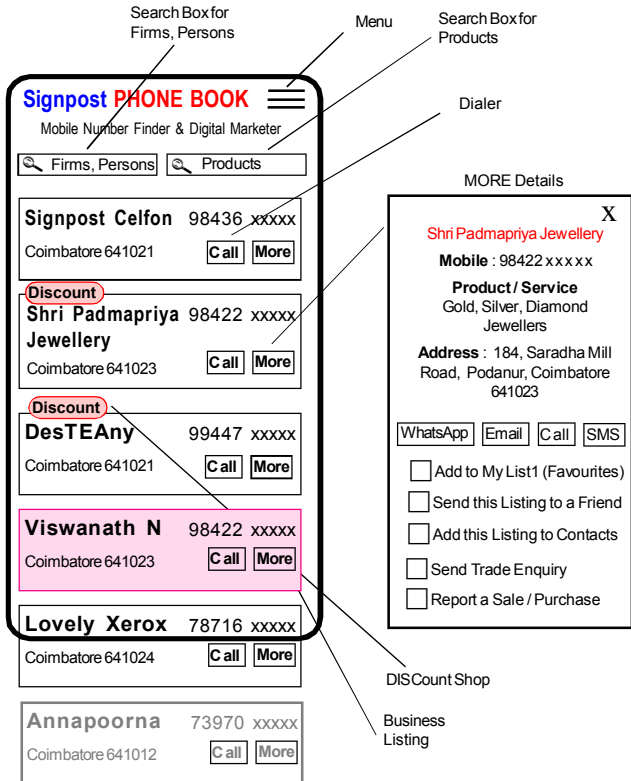 Search Box for
Firms, Persons
Menu
Search Box for
Products
Signpost PHONE BOOK
Mobile Number Finder & Digital Marketer
Firms, Persons
Products
Dialer
Signpost Celfon 98436 xxxxx
Coimbatore 641021 Call More
Discount
Shri Padmapriya 98422 xxxxx
Jewellery
Coimbatore 641023 Call More
Discount
DesTEAny 99447 xxxxx
Coimbatore 641021 Call More
Viswanath N 98422 xxxxx
Coimbatore 641023 Call More
Lovely Xerox 78716 xxxxx
Coimbatore 641024 Call More
Annapoorna 73970 xxxxx
Coimbatore 641012 Call More
MORE Details
X
Shri Padmapriya Jewellery
Mobile : 98422 xxxxx
Product / Service
Gold, Silver, Diamond
Jewellers
Address : 184, Saradha Mill
Road, Podanur, Coimbatore
641023
WhatsApp Email Call SMS
Add to My List1 (Favourites)
Send this Listing to a Friend
Add this Listing to Contacts
Send Trade Enquiry
Report a Sale / Purchase
DISCount Shop
Business
Listing